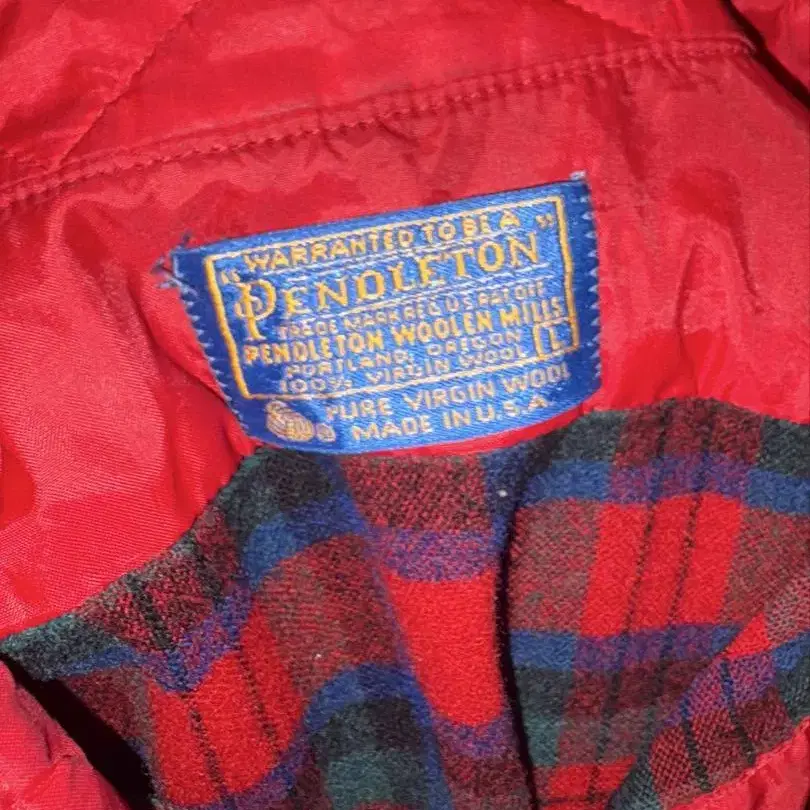 "WARRANTED TO BE A"
PENDLETON
TRADE MARK REG. U.S. PAT. OFF.
PENDLETON WOOLEN MILLS
PORTLAND, OREGON
100% VIRGIN WOOL
L
PURE VIRGIN WOOL
MADE IN U.S.A.